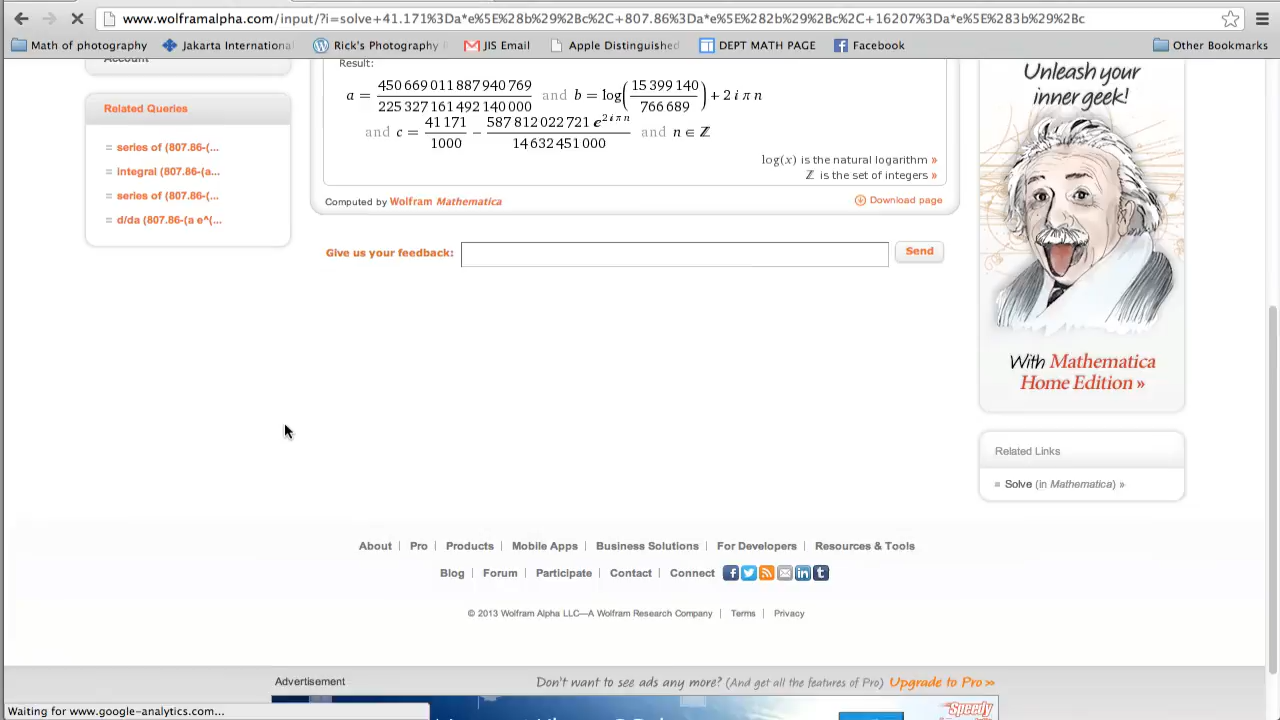 www.wolframalpha.com/input/?i=solve+41.171%3Da*e%5E%28b%29%2Bc%2C+807.86%3Da*e%5E%282b%29%2Bc%2C+16207%3Da*e%5E%283b%29%2Bc
Math of photography Jakarta International Rick's Photography JIS Email Apple Distinguished DEPT MATH PAGE Facebook Other Bookmarks
Account
Related Queries
series of (807.86-(...
integral (807.86-(a...
series of (807.86-(...
d/da (807.86-(a e^(...
Result:
a = 450 669 011 887 940 769 / 225 327 161 492 140 000 and b = log(15 399 140 / 766 689) + 2 i π n
and c = 41 171 / 1000 − 587 812 022 721 e^(2 i π n) / 14 632 451 000 and n ∈ ℤ
log(x) is the natural logarithm »
ℤ is the set of integers »
Computed by Wolfram Mathematica
Download page
Give us your feedback:
Send
Unleash your
inner geek!
With Mathematica
Home Edition »
Related Links
Solve (in Mathematica) »
About | Pro | Products | Mobile Apps | Business Solutions | For Developers | Resources & Tools
Blog | Forum | Participate | Contact | Connect
© 2013 Wolfram Alpha LLC—A Wolfram Research Company | Terms | Privacy
Advertisement
Don't want to see ads any more? (And get all the features of Pro) Upgrade to Pro »
Speedy
Waiting for www.google-analytics.com...